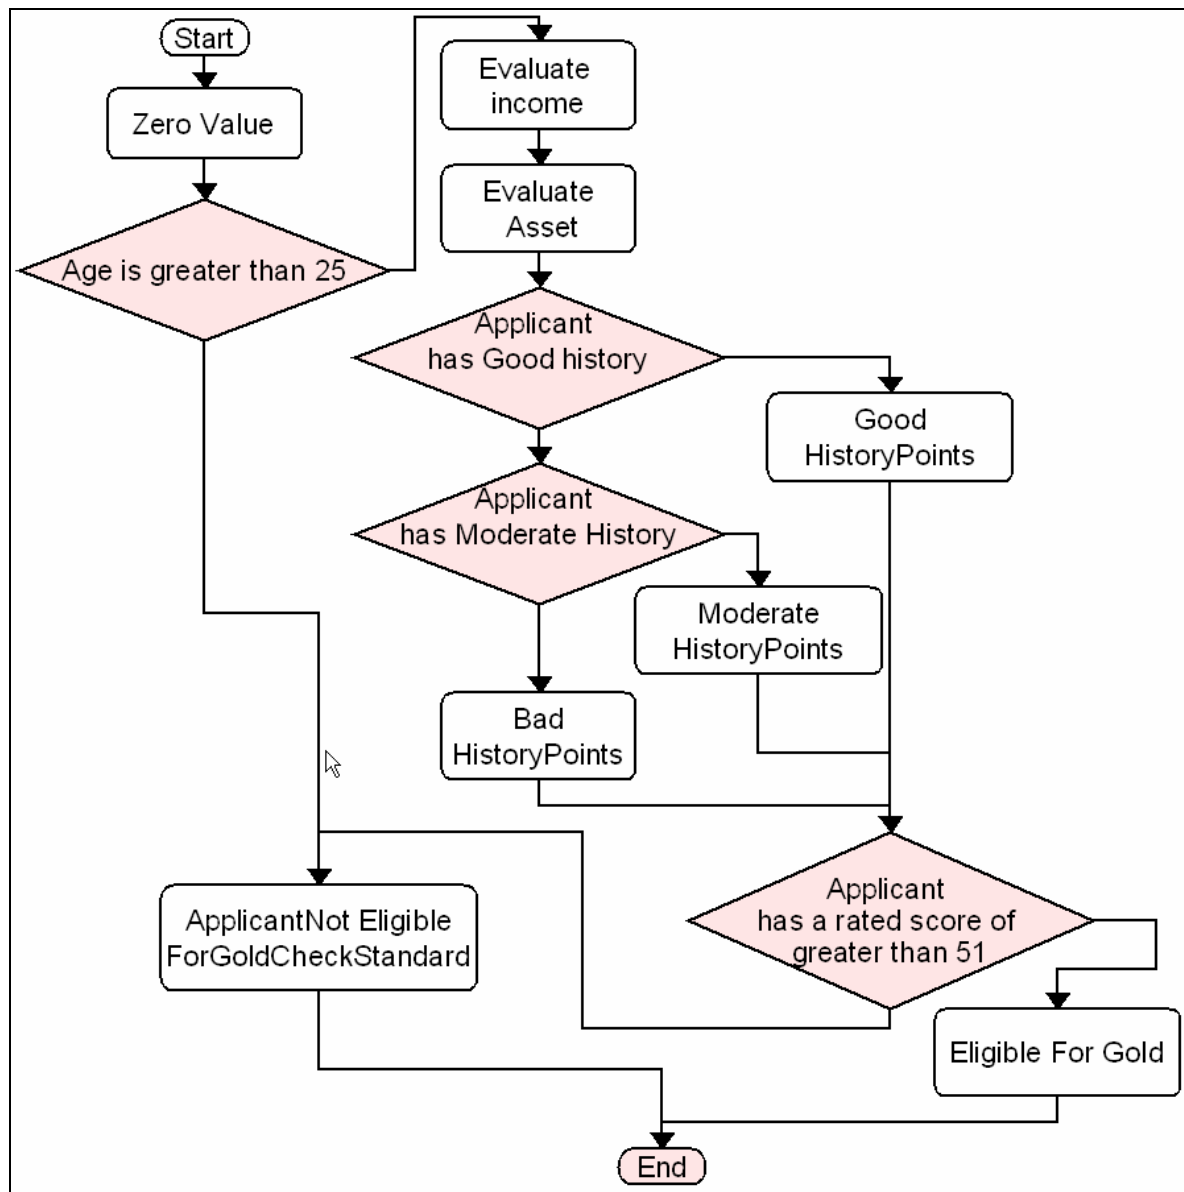 Start
Zero Value
Age is greater than 25
Evaluate
income
Evaluate
Asset
Applicant
has Good history
Good
HistoryPoints
Applicant
has Moderate History
Moderate
HistoryPoints
Bad
HistoryPoints
Applicant
has a rated score of
greater than 51
ApplicantNot Eligible
ForGoldCheckStandard
Eligible For Gold
End